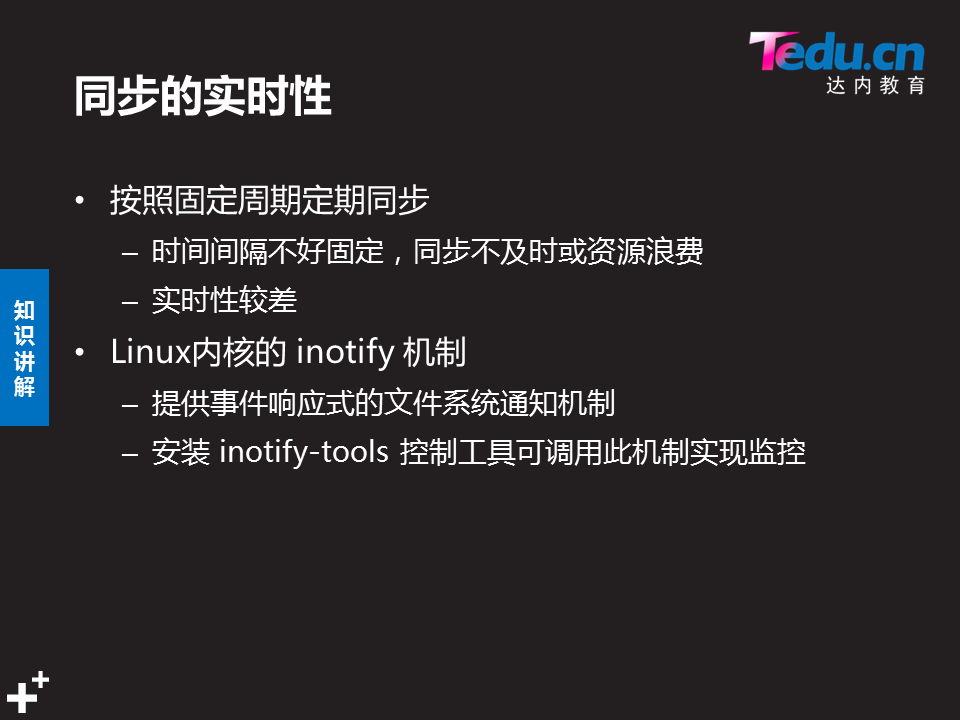 Tedu.cn
达内教育
同步的实时性
• 按照固定周期定期同步
– 时间间隔不好固定，同步不及时或资源浪费
– 实时性较差
• Linux内核的 inotify 机制
– 提供事件响应式的文件系统通知机制
– 安装 inotify-tools 控制工具可调用此机制实现监控
知
识
讲
解